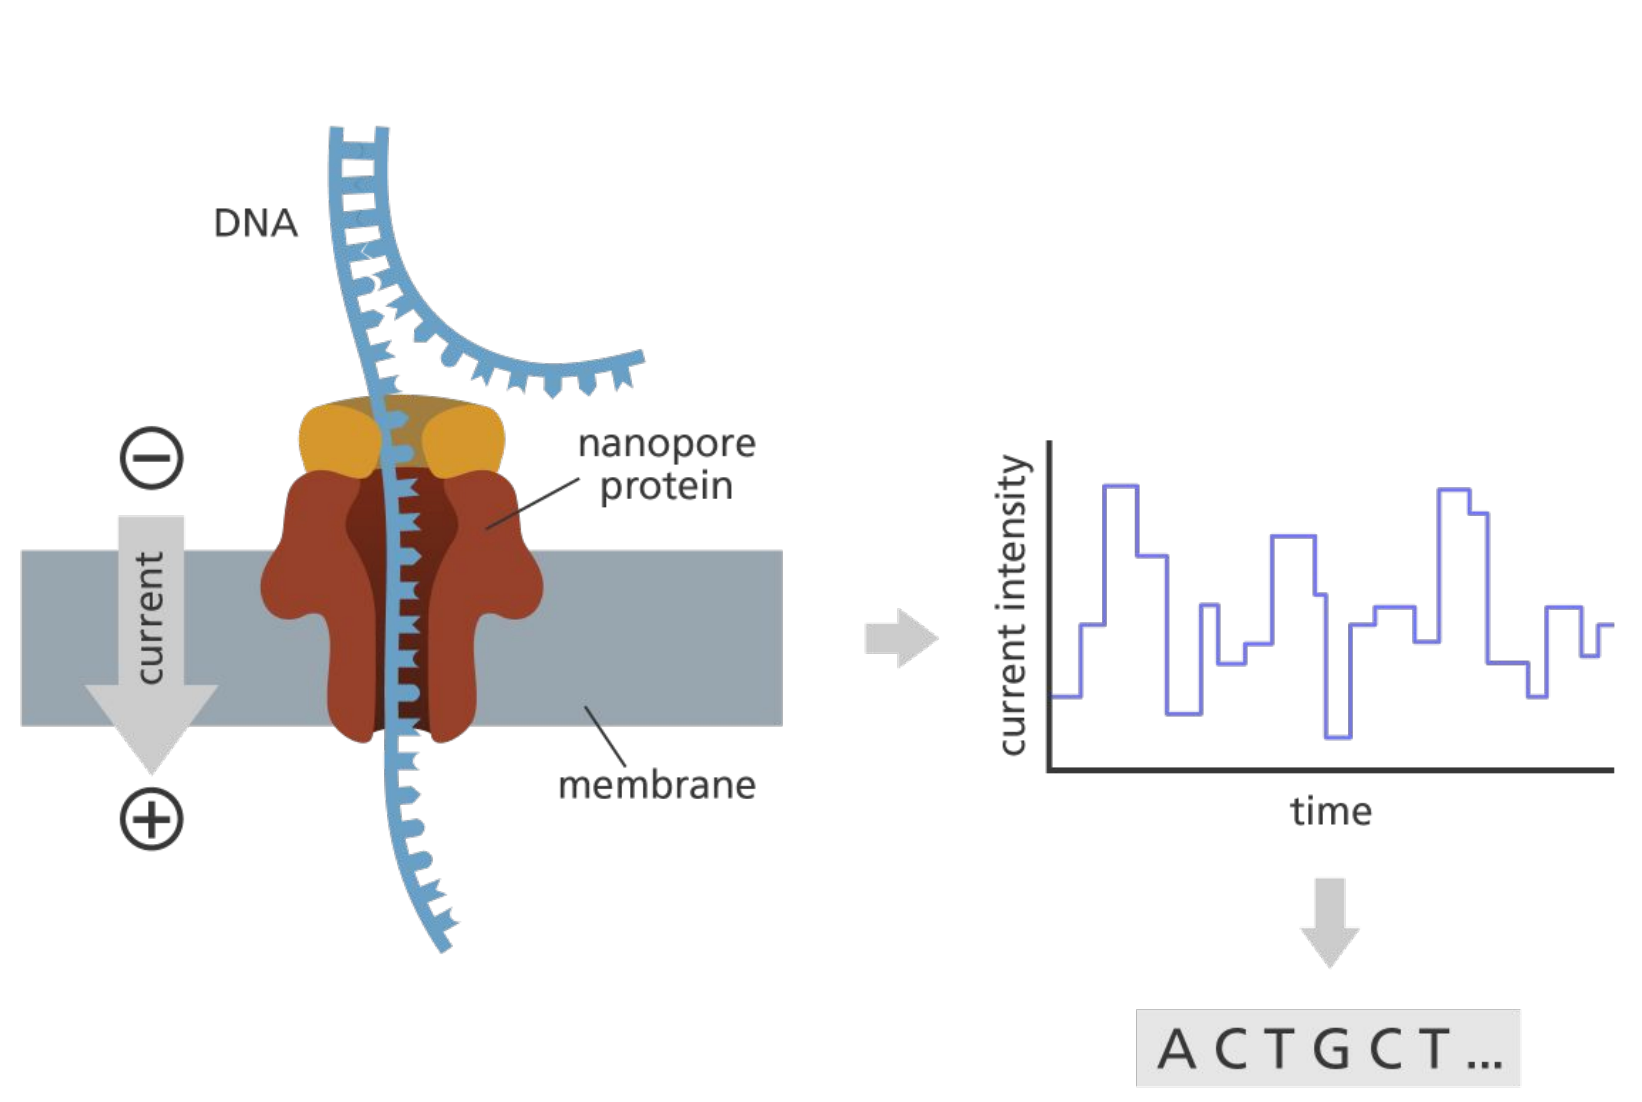 DNA
nanopore
protein
current
membrane
current intensity
time
A C T G C T ...